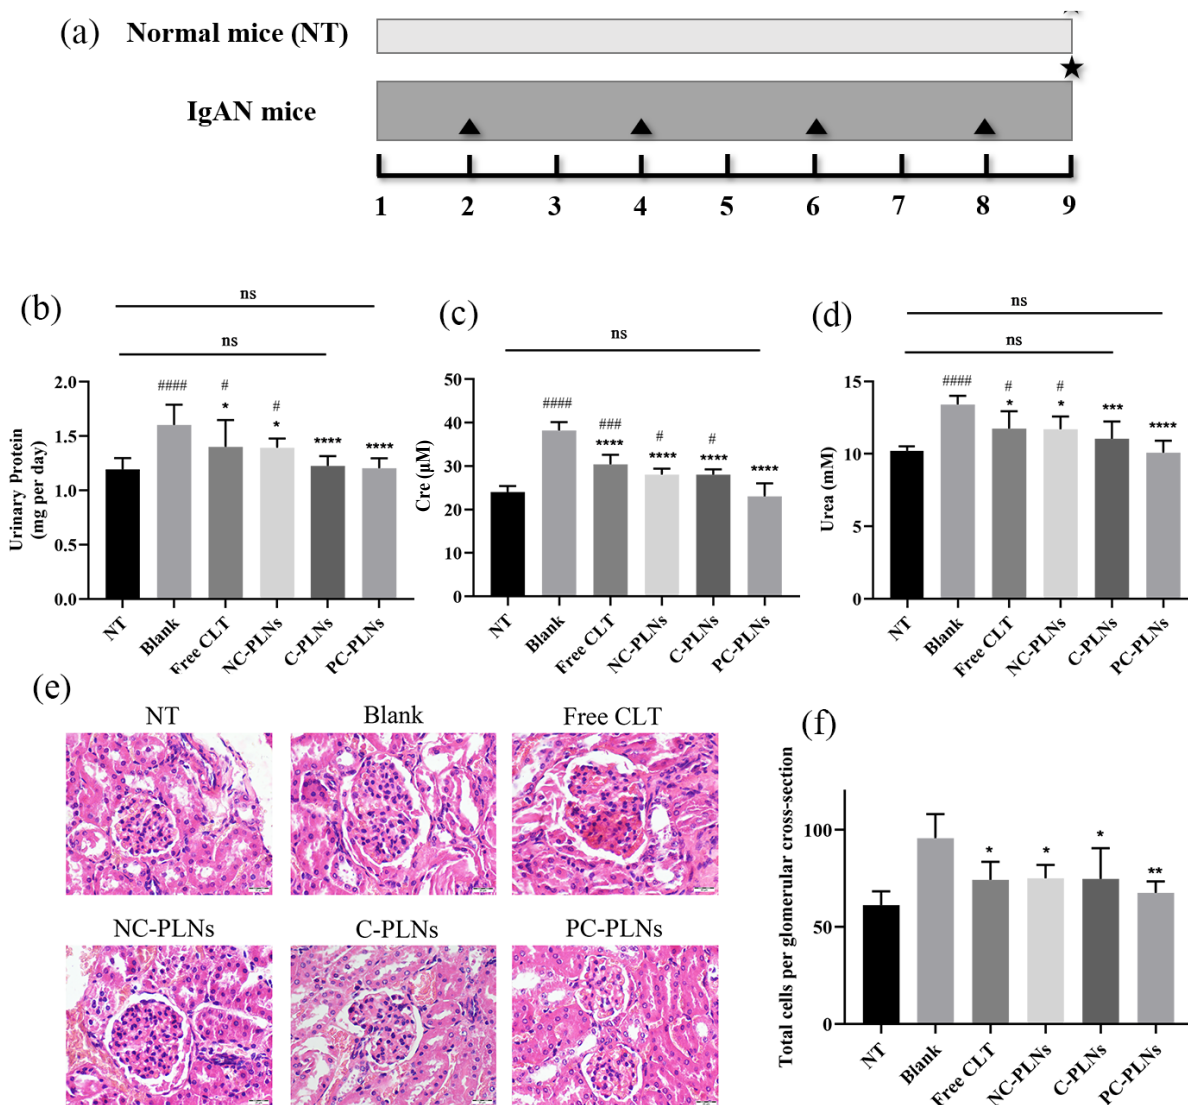 (a) Normal mice (NT)
IgAN mice
1 2 3 4 5 6 7 8 9
(b)
ns
ns
#### # #
* * **** ****
Urinary protein
(mg per day)
2.0
1.5
1.0
0.5
0.0
NT Blank Free CLT NC-PLNs C-PLNs PC-PLNs
(c)
ns
#### ### # #
**** **** **** ****
Cre (μM)
50
40
30
20
10
0
NT Blank Free CLT NC-PLNs C-PLNs PC-PLNs
(d)
ns
ns
#### # #
* * *** ****
Urea (mM)
15
10
5
0
NT Blank Free CLT NC-PLNs C-PLNs PC-PLNs
(e)
NT Blank Free CLT
NC-PLNs C-PLNs PC-PLNs
(f)
* * * **
Total cells per glomerular cross-section
100
50
0
NT Blank Free CLT NC-PLNs C-PLNs PC-PLNs